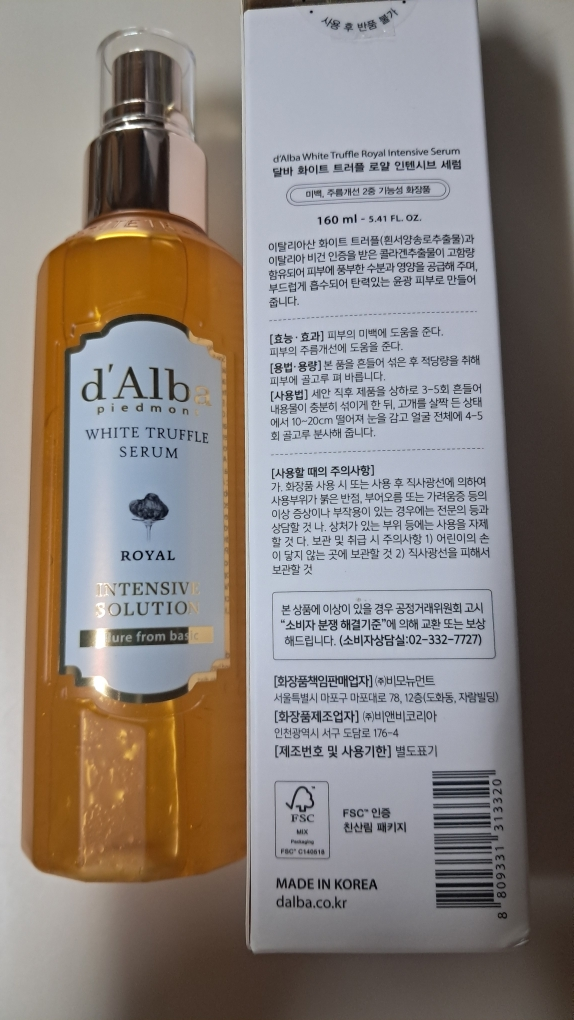 d'Alba
piedmont
WHITE TRUFFLE
SERUM
ROYAL
INTENSIVE
SOLUTION
from
사용 후 반품 불가
d'Alba White Truffle Royal Intensive Serum
달바 화이트 트러플 로얄 인텐시브 세럼
미백, 주름개선 2중 기능성 화장품
160 ml - 5.41 FL. OZ.
이탈리아산 화이트 트러플(흰서양송로추출물)과
이탈리아 비건 인증을 받은 콜라겐추출물이 고함량
함유되어 피부에 풍부한 수분과 영양을 공급해 주며,
부드럽게 흡수되어 탄력있는 윤광 피부로 만들어
줍니다.
[효능·효과] 피부의 미백에 도움을 준다.
피부의 주름개선에 도움을 준다.
[용법·용량] 본 품을 흔들어 섞은 후 적당량을 취해
피부에 골고루 펴 바릅니다.
[사용법] 세안 직후 제품을 상하로 3~5회 흔들어
내용물이 충분히 섞이게 한 뒤, 고개를 살짝 든 상태
에서 10~20cm 떨어져 눈을 감고 얼굴 전체에 4~5
회 골고루 분사해 줍니다.
[사용할 때의 주의사항]
가. 화장품 사용 시 또는 사용 후 직사광선에 의하여
사용부위가 붉은 반점, 부어오름 또는 가려움증 등의
이상 증상이나 부작용이 있는 경우에는 전문의 등과
상담할 것 나. 상처가 있는 부위 등에는 사용을 자제
할 것 다. 보관 및 취급 시 주의사항 1) 어린이의 손
이 닿지 않는 곳에 보관할 것 2) 직사광선을 피해서
보관할 것
본 상품에 이상이 있을 경우 공정거래위원회 고시
“소비자 분쟁 해결기준”에 의해 교환 또는 보상
해드립니다. (소비자상담실:02-332-7727)
[화장품책임판매업자] ㈜비모뉴먼트
서울특별시 마포구 마포대로 78, 12층(도화동, 자람빌딩)
[화장품제조업자] ㈜비앤비코리아
인천광역시 서구 도담로 176-4
[제조번호 및 사용기한] 별도표기
FSC
MIX
Packaging
FSC™ C140818
FSC™ 인증
친산림 패키지
MADE IN KOREA
dalba.co.kr
8 809331 313320